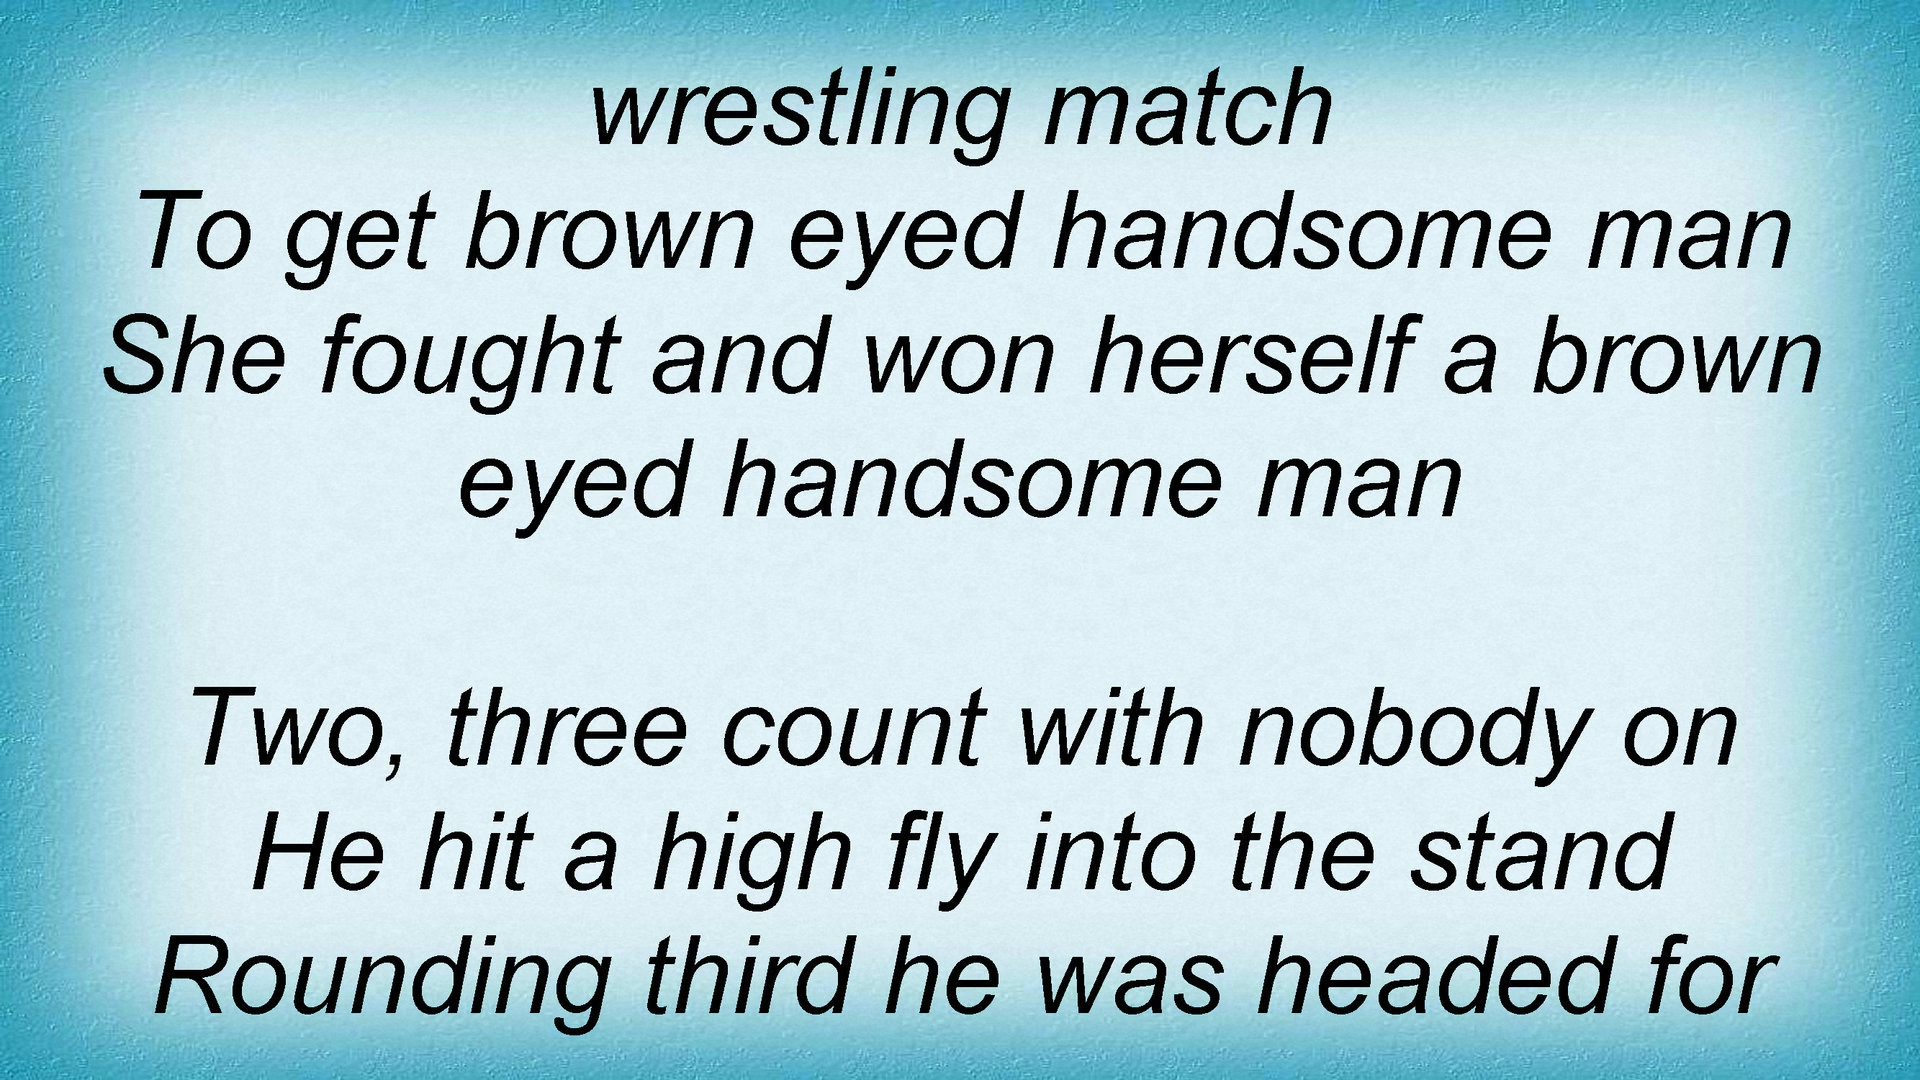 wrestling match
To get brown eyed handsome man
She fought and won herself a brown
eyed handsome man
Two, three count with nobody on
He hit a high fly into the stand
Rounding third he was headed for